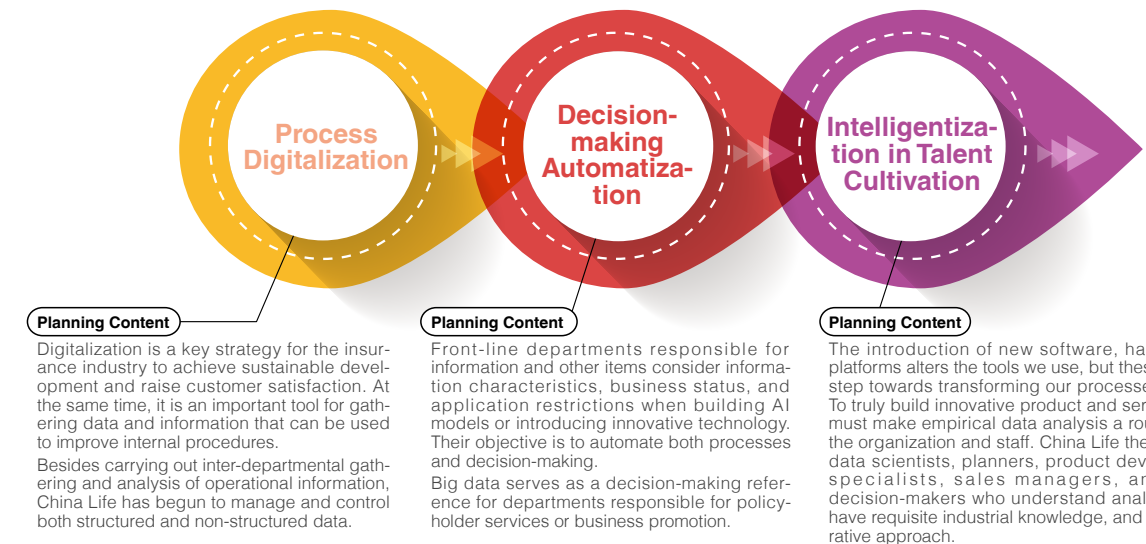 Process
Digitalization
Decision-
making
Automatiza-
tion
Intelligentiza-
tion in Talent
Cultivation
Planning Content
Digitalization is a key strategy for the insur-
ance industry to achieve sustainable devel-
opment and raise customer satisfaction. At
the same time, it is an important tool for gath-
ering data and information that can be used
to improve internal procedures.
Besides carrying out inter-departmental gath-
ering and analysis of operational information,
China Life has begun to manage and control
both structured and non-structured data.
Planning Content
Front-line departments responsible for
information and other items consider informa-
tion characteristics, business status, and
application restrictions when building AI
models or introducing innovative technology.
Their objective is to automate both processes
and decision-making.
Big data serves as a decision-making refer-
ence for departments responsible for policy-
holder services or business promotion.
Planning Content
The introduction of new software, ha
platforms alters the tools we use, but thes
step towards transforming our processe
To truly build innovative product and ser
must make empirical data analysis a rou
the organization and staff. China Life the
data scientists, planners, product dev
specialists, sales managers, an
decision-makers who understand anal
have requisite industrial knowledge, and
rative approach.